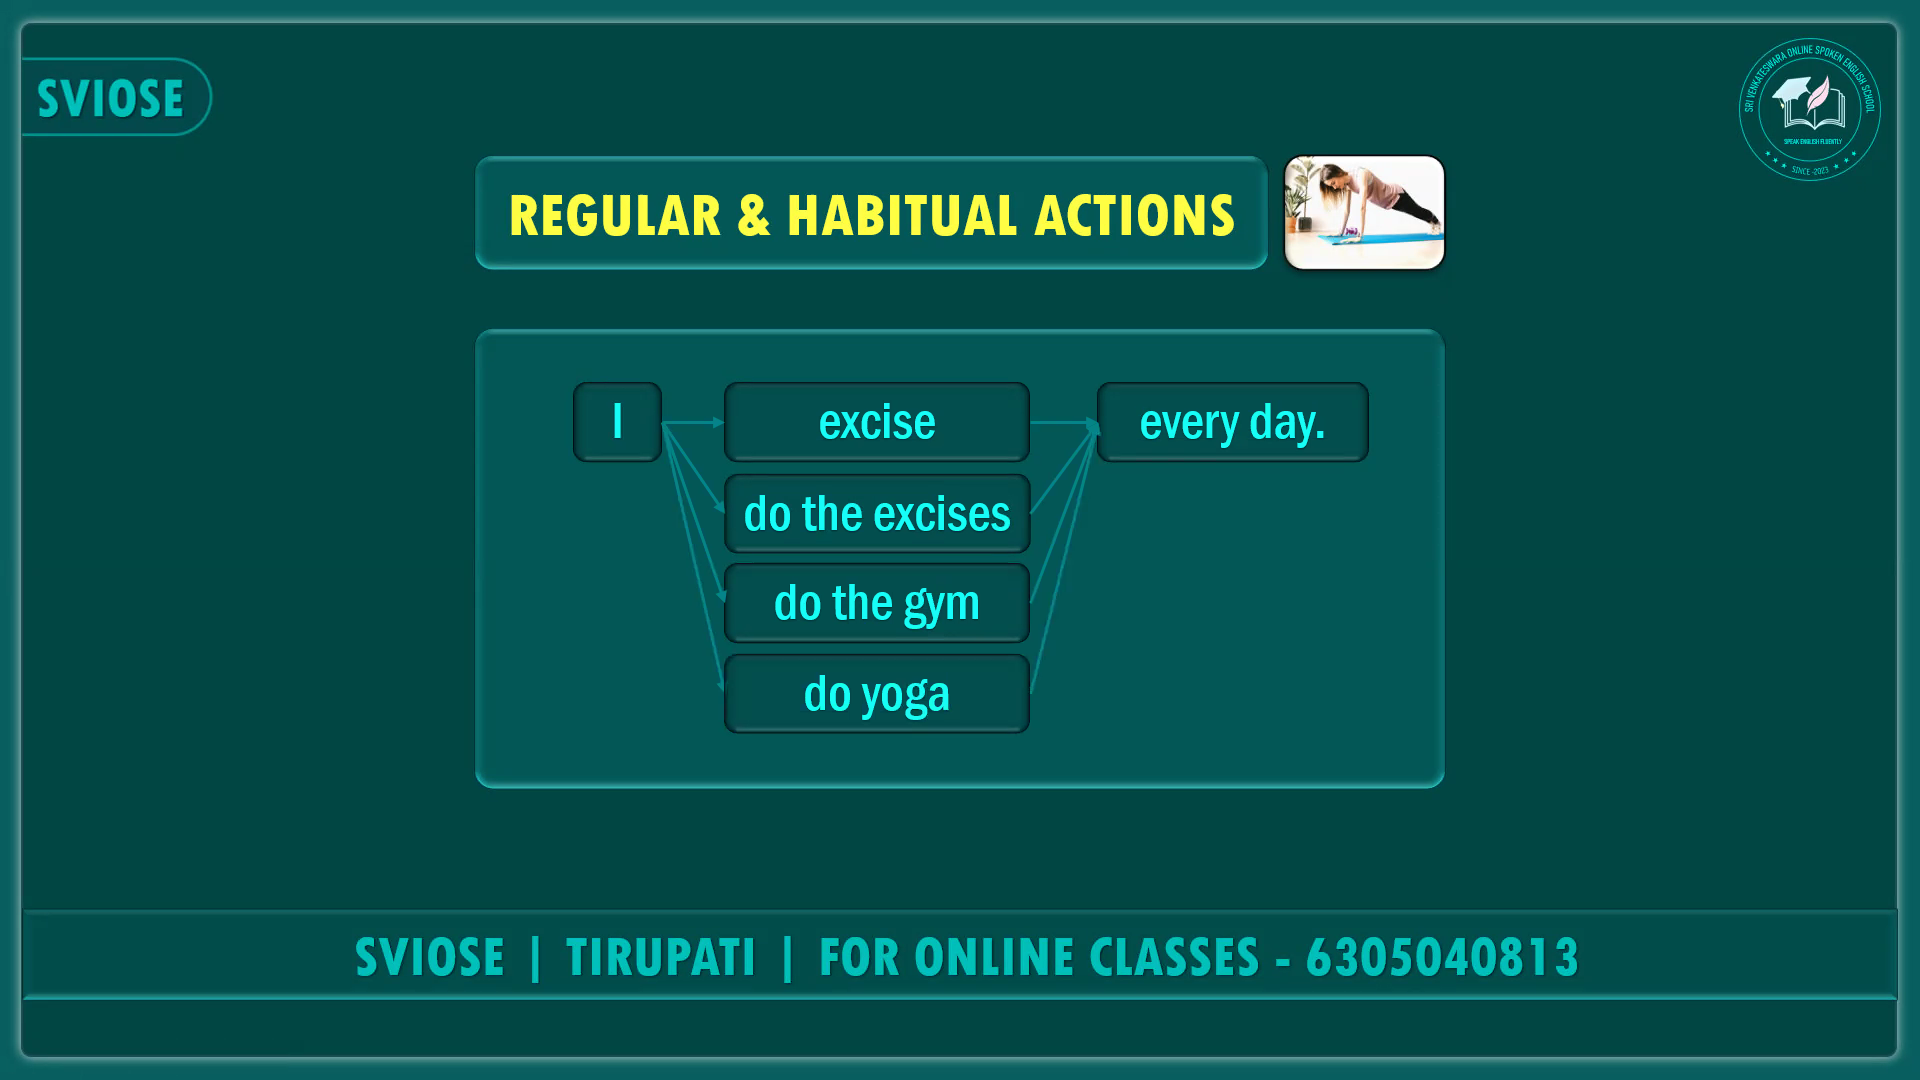 SVIOSE
SRI VENKATESWARA ONLINE SPOKEN ENGLISH SCHOOL
SPEAK ENGLISH FLUENTLY
SINCE -2023
REGULAR & HABITUAL ACTIONS
I excise every day.
do the excises
do the gym
do yoga
SVIOSE | TIRUPATI | FOR ONLINE CLASSES - 6305040813